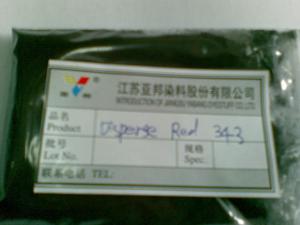 江苏亚邦染料股份有限公司
INTRODUCTION OF JIANGSU YABANG DYESTUFF CO.,LTD
品名
Product Disperse Red 343
批号 规格
Lot No. Spec.
联系电话 TEL: